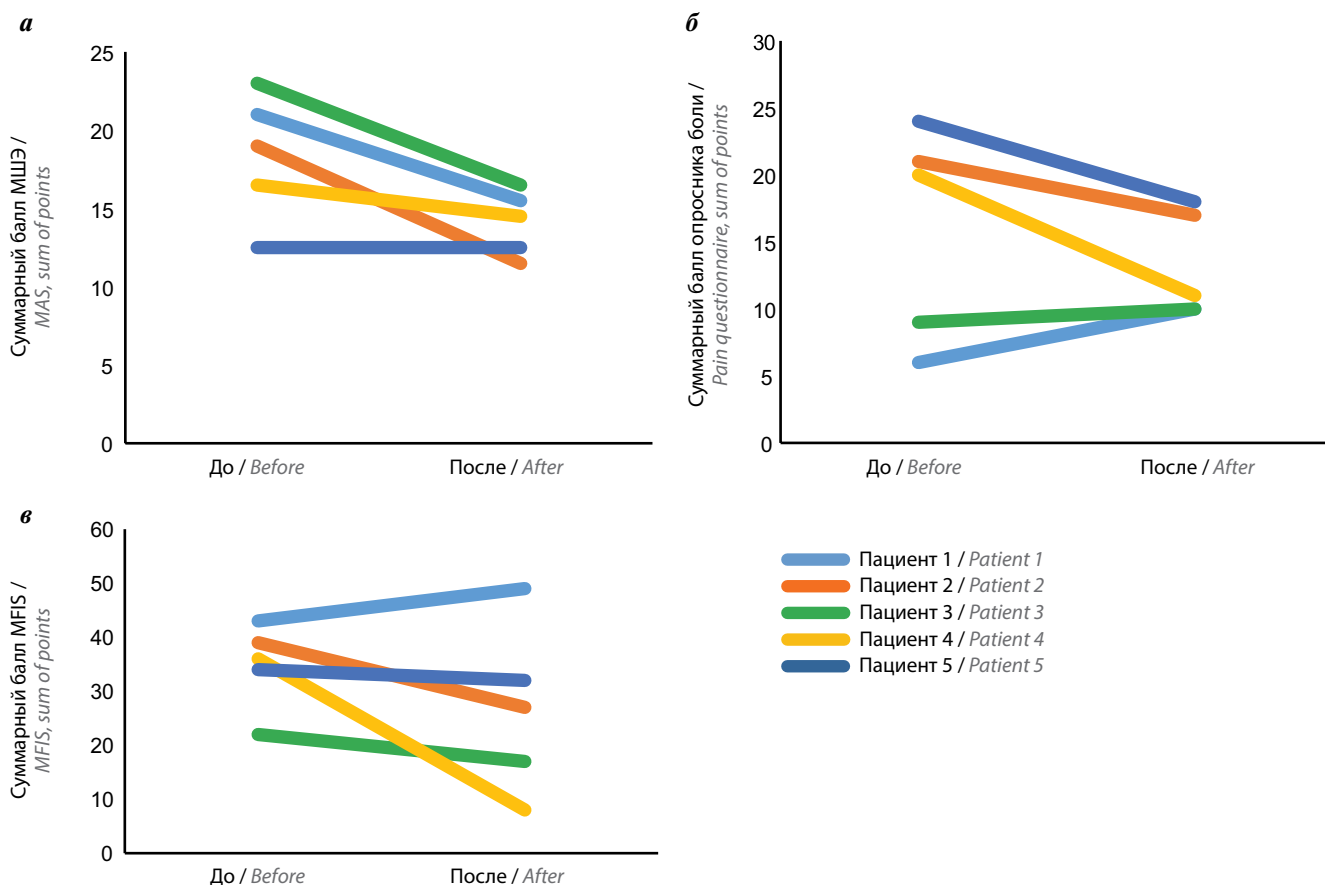 а
Суммарный балл МШЭ /
MAS, sum of points
25
20
15
10
5
0
До / Before
После / After
б
Суммарный балл опросника боли /
Pain questionnaire, sum of points
30
25
20
15
10
5
0
До / Before
После / After
в
Суммарный балл MFIS /
MFIS, sum of points
60
50
40
30
20
10
0
До / Before
После / After
Пациент 1 / Patient 1
Пациент 2 / Patient 2
Пациент 3 / Patient 3
Пациент 4 / Patient 4
Пациент 5 / Patient 5